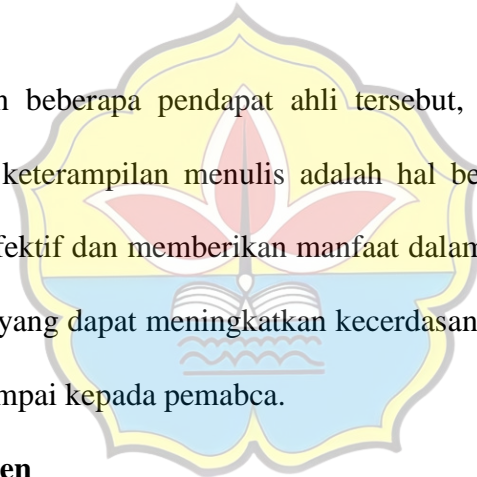 beberapa pendapat ahli tersebut,
keterampilan menulis adalah hal be
fektif dan memberikan manfaat dalam
yang dapat meningkatkan kecerdasan
mpai kepada pemabca.
en